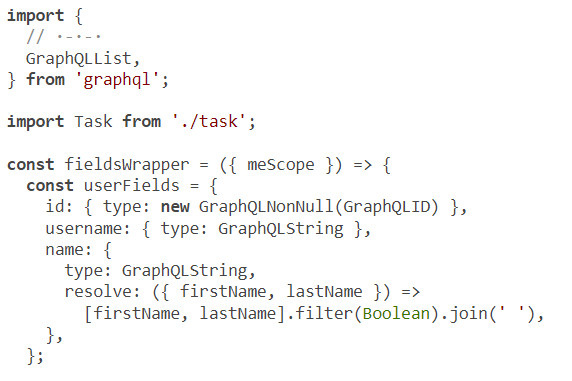 import {
  // ·-·-·
  GraphQLList,
} from 'graphql';

import Task from './task';

const fieldsWrapper = ({ meScope }) => {
  const userFields = {
    id: { type: new GraphQLNonNull(GraphQLID) },
    username: { type: GraphQLString },
    name: {
      type: GraphQLString,
      resolve: ({ firstName, lastName }) =>
        [firstName, lastName].filter(Boolean).join(' '),
    },
  };